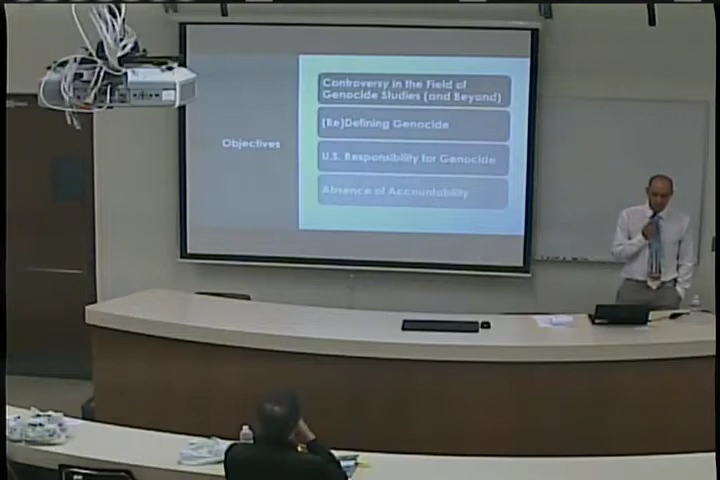 Objectives
Controversy in the Field of
Genocide Studies (and Beyond)
(Re)Defining Genocide
U.S. Responsibility for Genocide
Absence of Accountability